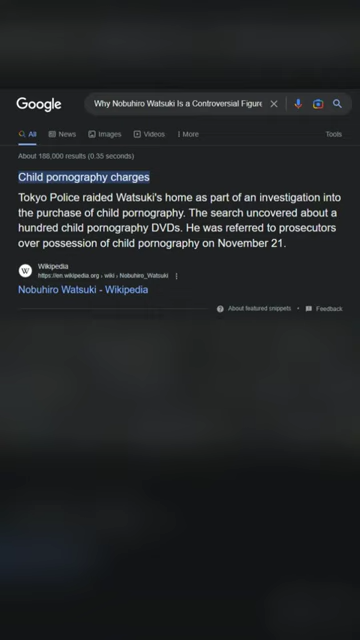 Google
Why Nobuhiro Watsuki Is a Controversial Figure
All News Images Videos More Tools
About 188,000 results (0.35 seconds)
Child pornography charges
Tokyo Police raided Watsuki's home as part of an investigation into
the purchase of child pornography. The search uncovered about a
hundred child pornography DVDs. He was referred to prosecutors
over possession of child pornography on November 21.
W
Wikipedia
https://en.wikipedia.org › wiki › Nobuhiro_Watsuki
Nobuhiro Watsuki - Wikipedia
About featured snippets • Feedback